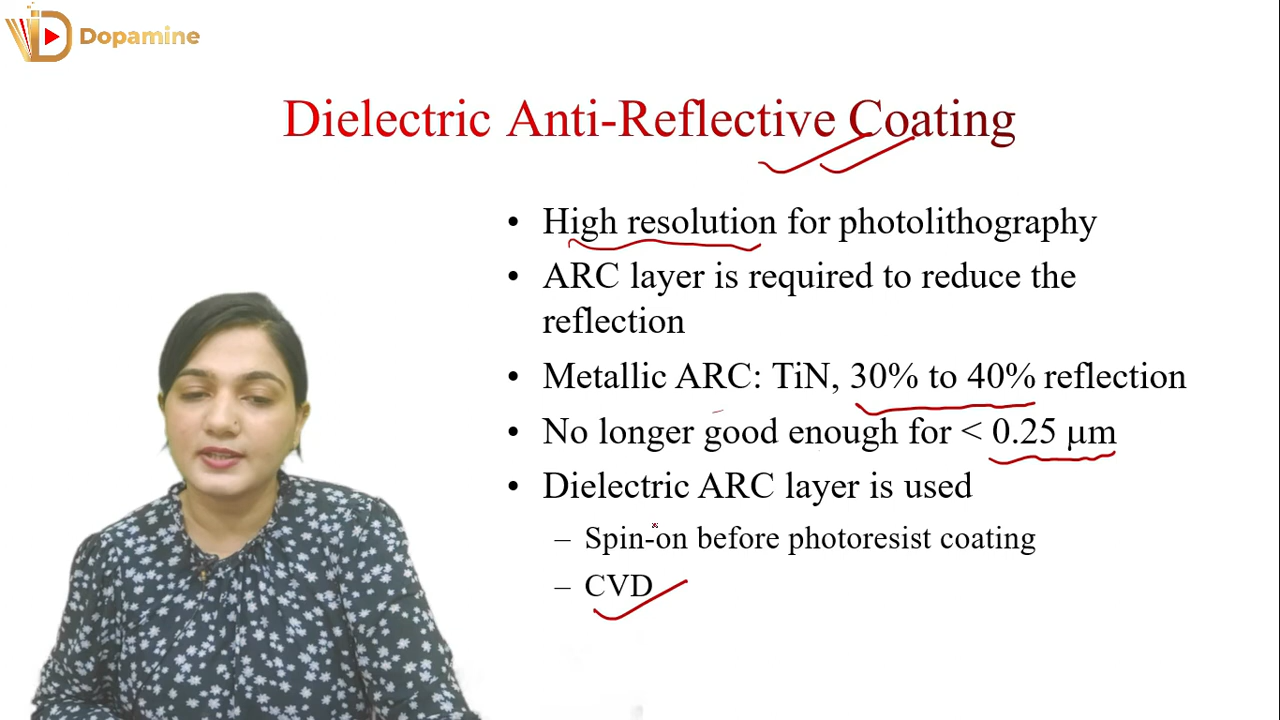 Dopamine
Dielectric Anti-Reflective Coating
• High resolution for photolithography
• ARC layer is required to reduce the
reflection
• Metallic ARC: TiN, 30% to 40% reflection
• No longer good enough for < 0.25 μm
• Dielectric ARC layer is used
– Spin-on before photoresist coating
– CVD